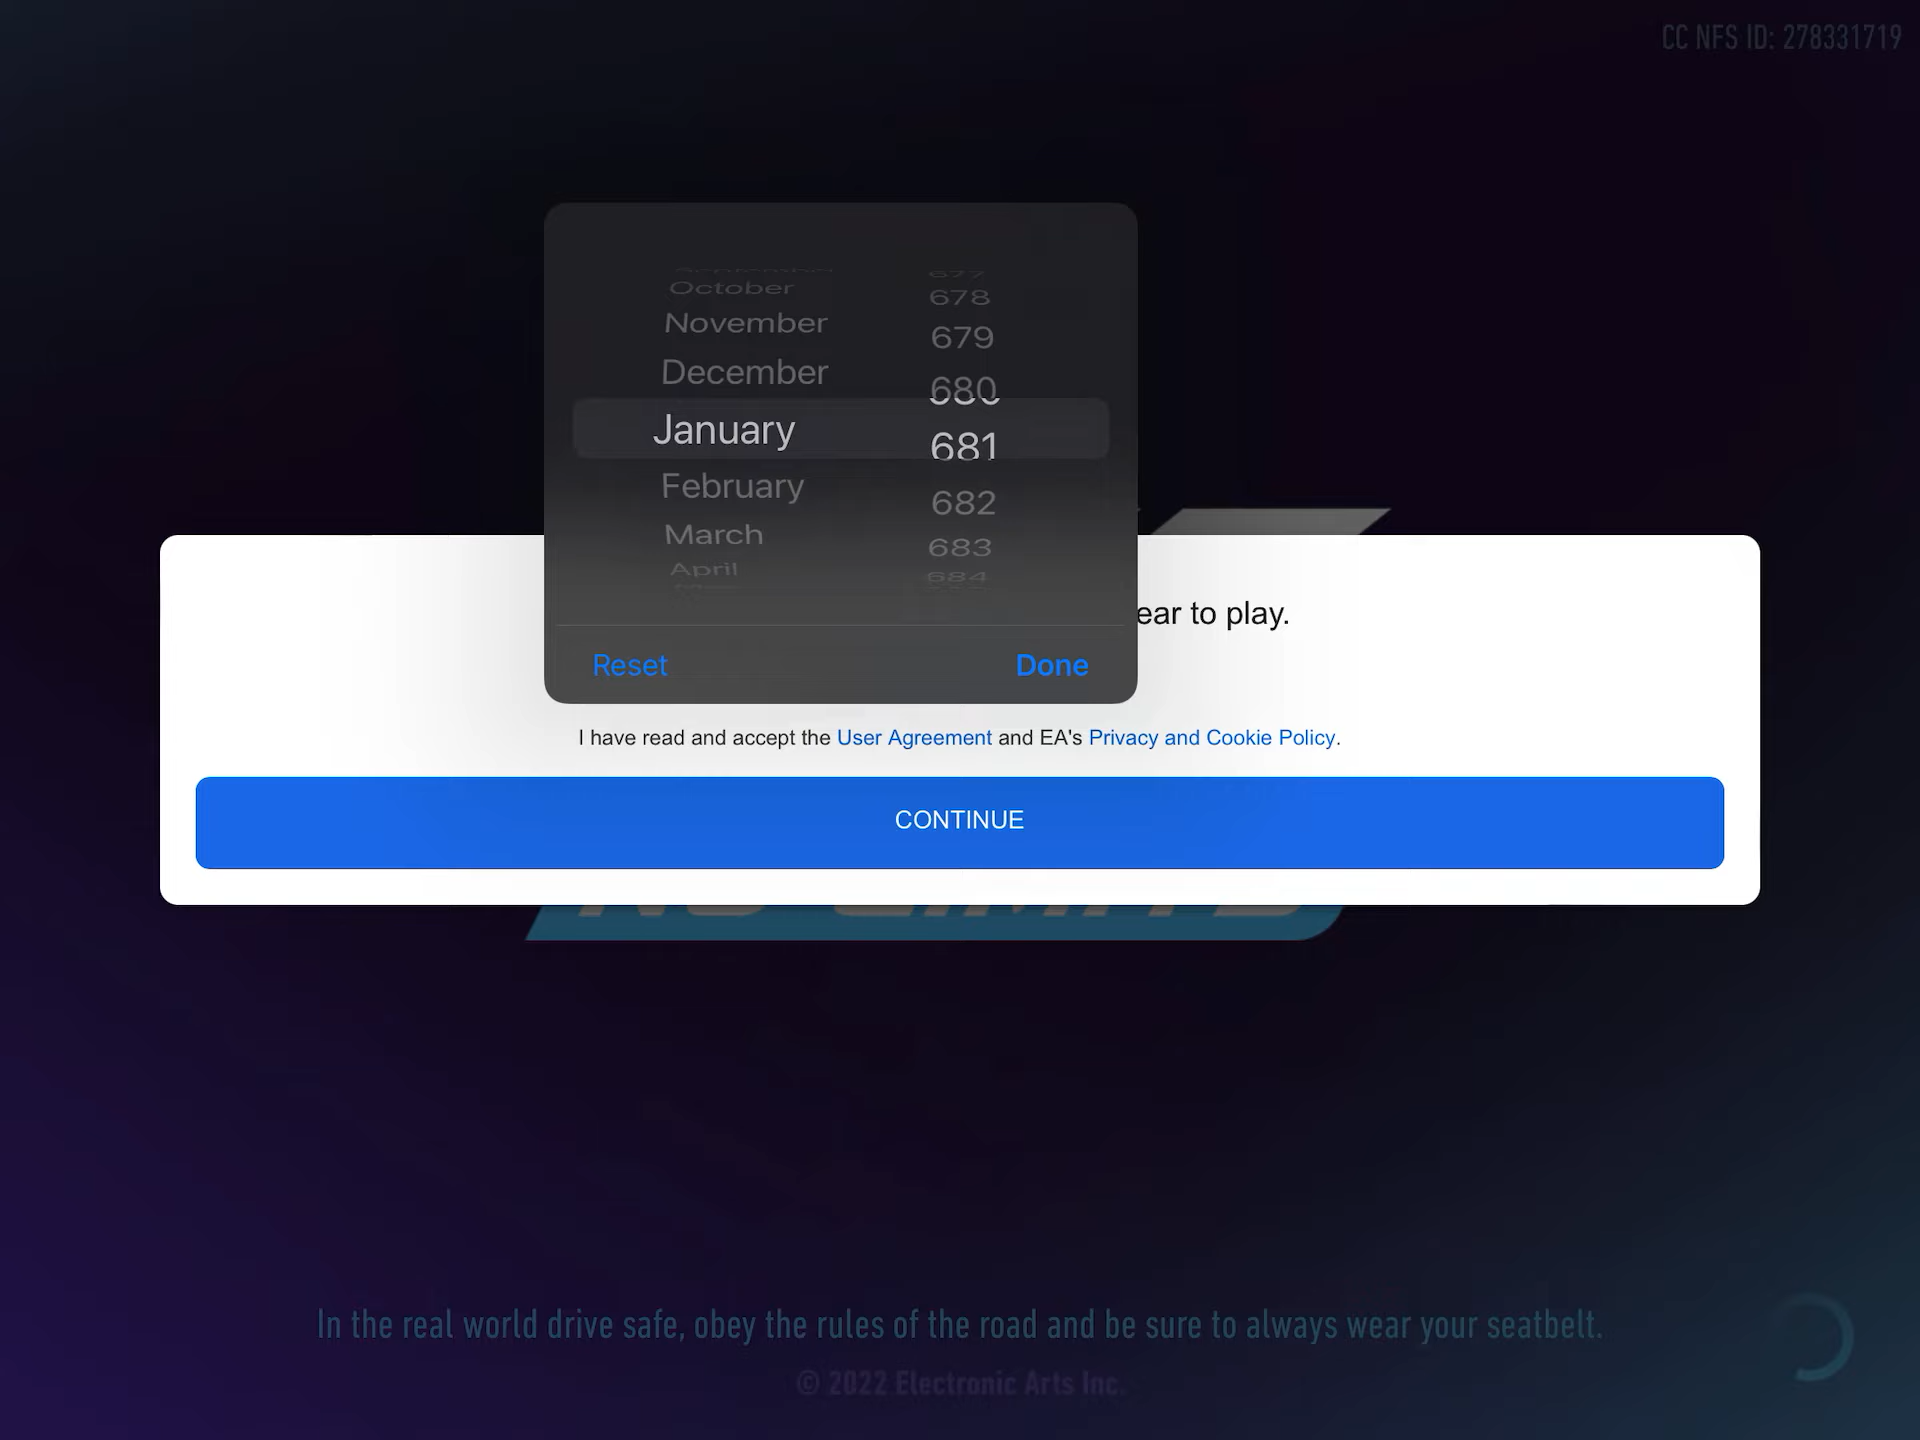 CC NFS ID: 278331719
677
October 678
November 679
December 680
January 681
February 682
March 683
April 684
ear to play.
Reset Done
I have read and accept the User Agreement and EA's Privacy and Cookie Policy.
CONTINUE
In the real world drive safe, obey the rules of the road and be sure to always wear your seatbelt.
© 2022 Electronic Arts Inc.